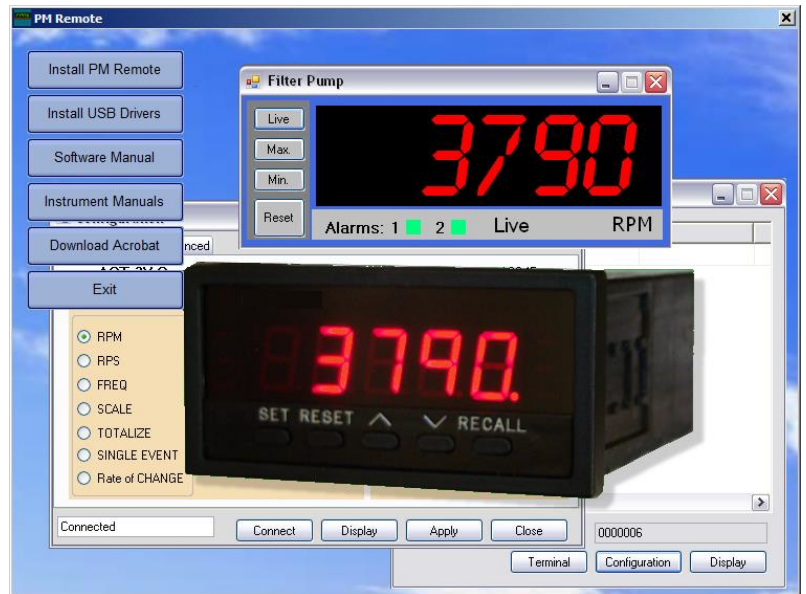 PM Remote
Install PM Remote
Install USB Drivers
Software Manual
Instrument Manuals
Download Acrobat
Exit
Filter Pump
Live
Max.
Min.
Reset
3790
Alarms: 1 2 Live RPM
RPM
RPS
FREQ
SCALE
TOTALIZE
SINGLE EVENT
Rate of CHANGE
3790.
SET RESET RECALL
Connected
Connect Display Apply Close
0000006
Terminal Configuration Display